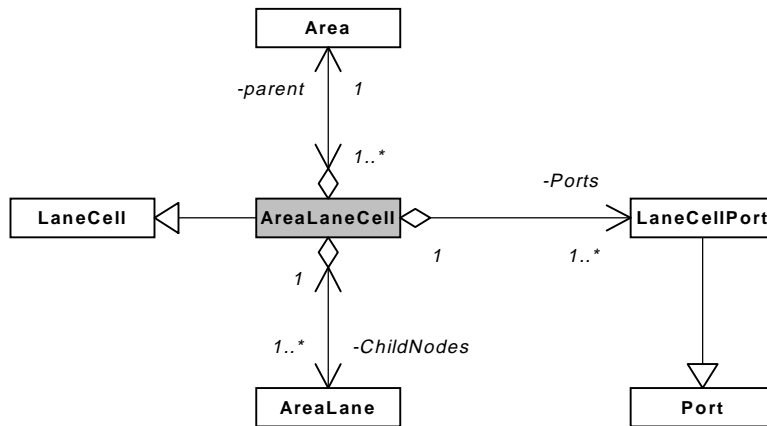 Area
-parent
1
1..*
-Ports
LaneCell
AreaLaneCell
LaneCellPort
1
1
1..*
1..*
-ChildNodes
AreaLane
Port